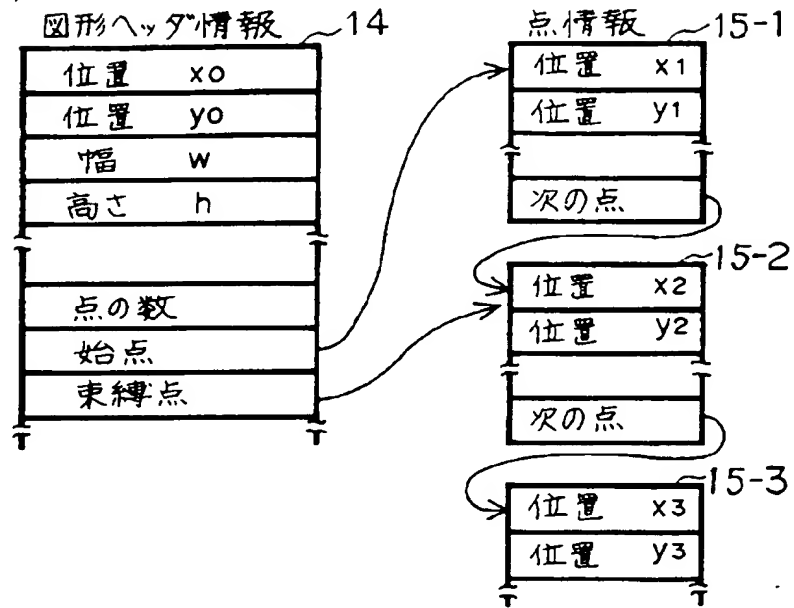 図形ヘッダ情報 14
位置 x0
位置 y0
幅 w
高さ h
点の数
始点
束縛点
点情報 15-1
位置 x1
位置 y1
次の点
15-2
位置 x2
位置 y2
次の点
15-3
位置 x3
位置 y3